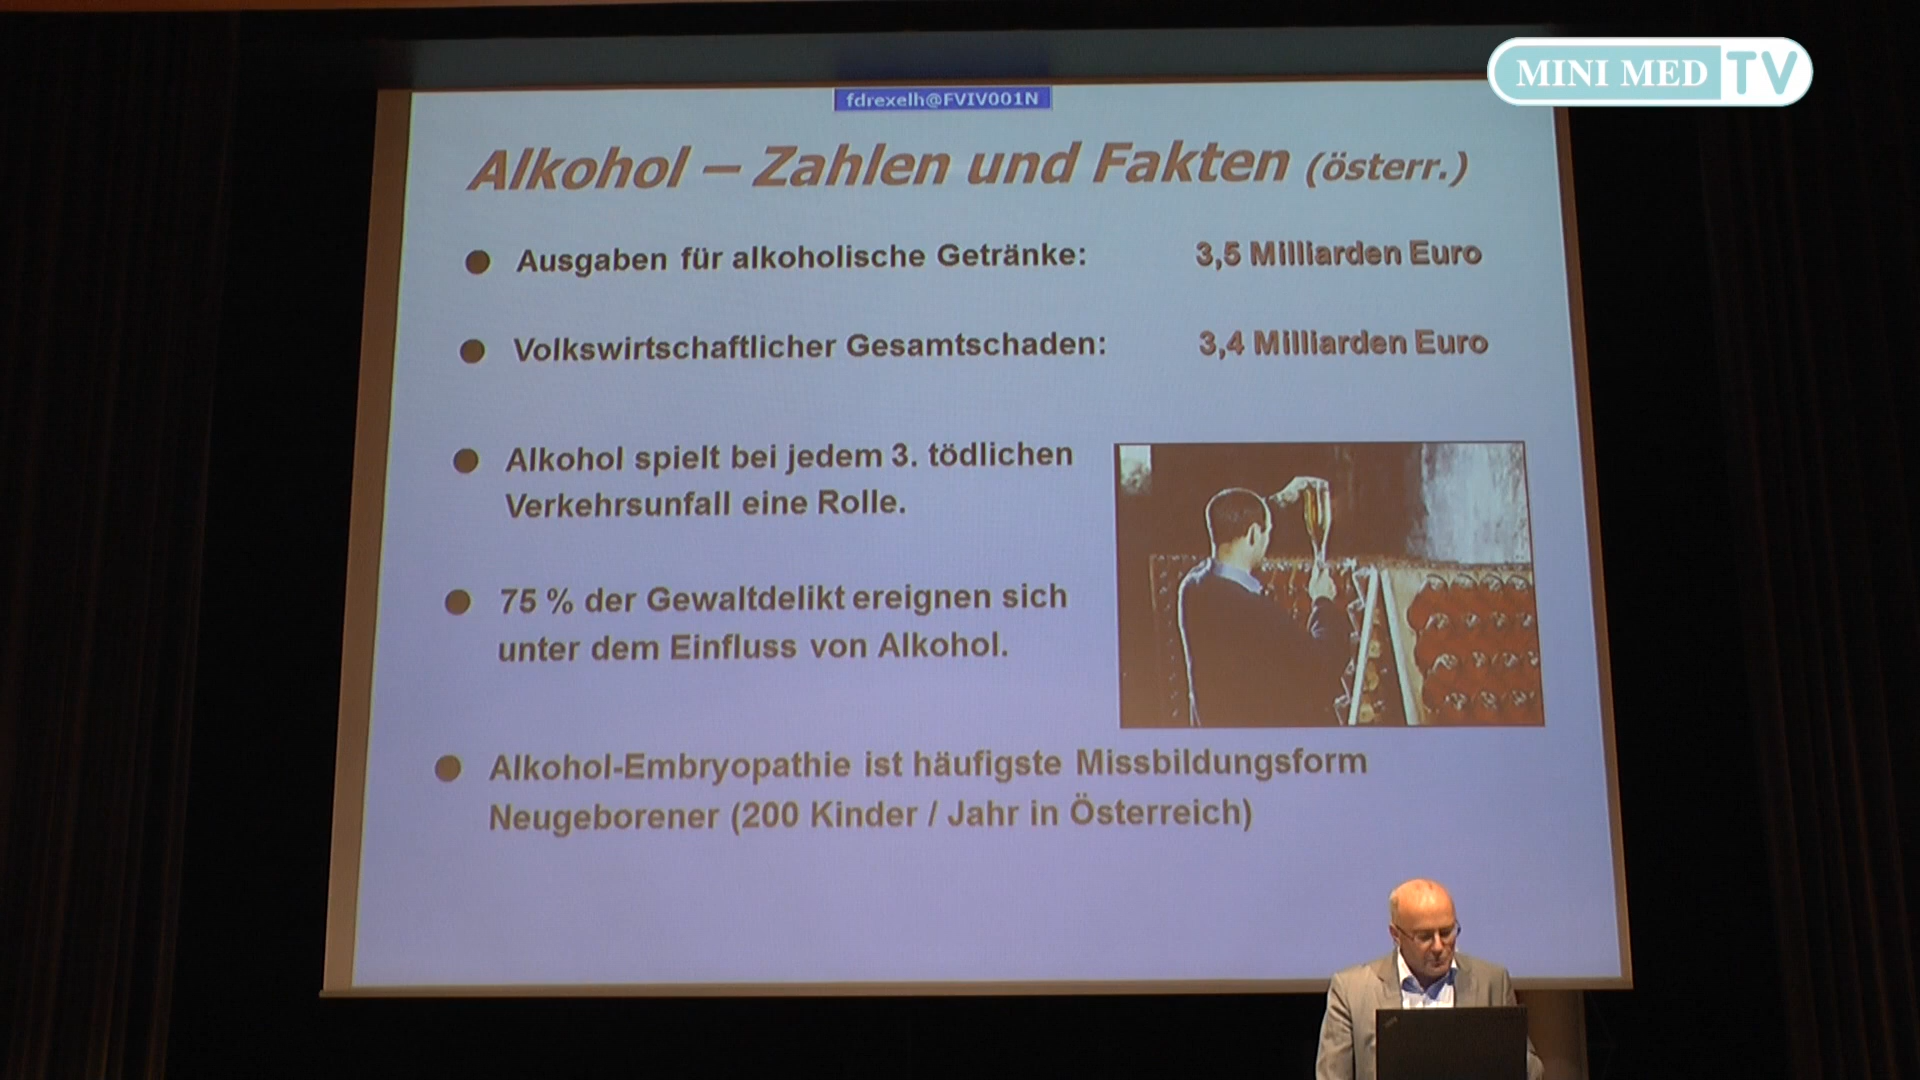 MINI MED TV
fdrexelh@FVIV001N
Alkohol – Zahlen und Fakten (österr.)
Ausgaben für alkoholische Getränke: 3,5 Milliarden Euro
Volkswirtschaftlicher Gesamtschaden: 3,4 Milliarden Euro
Alkohol spielt bei jedem 3. tödlichen
Verkehrsunfall eine Rolle.
75 % der Gewaltdelikt ereignen sich
unter dem Einfluss von Alkohol.
Alkohol-Embryopathie ist häufigste Missbildungsform
Neugeborener (200 Kinder / Jahr in Österreich)